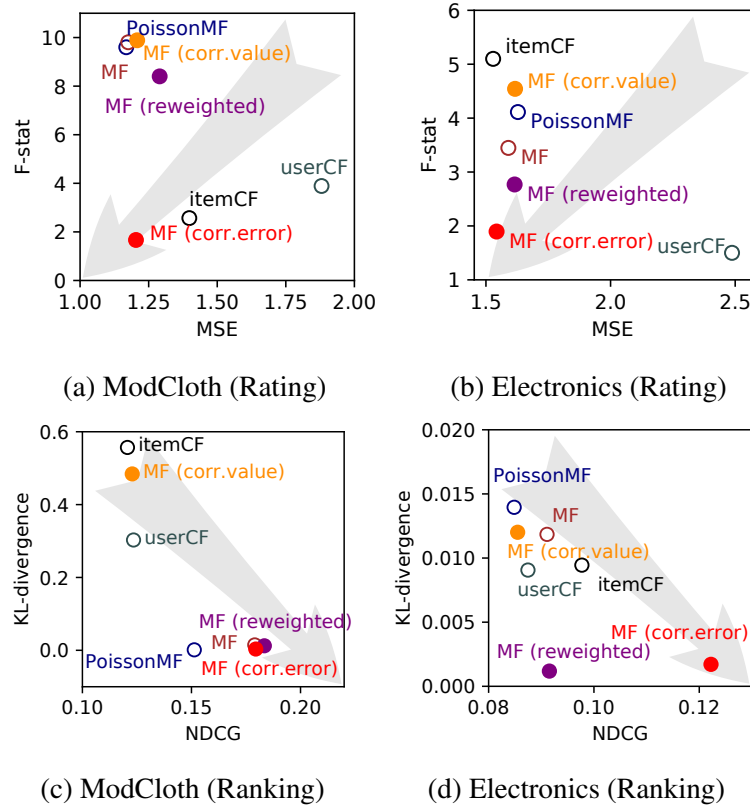 F-stat
10
8
6
4
2
0
PoissonMF
MF (corr.value)
MF
MF (reweighted)
userCF
itemCF
MF (corr.error)
1.00 1.25 1.50 1.75 2.00
MSE
(a) ModCloth (Rating)
F-stat
6
5
4
3
2
1
itemCF
MF (corr.value)
PoissonMF
MF
MF (reweighted)
MF (corr.error)
userCF
1.5 2.0 2.5
MSE
(b) Electronics (Rating)
KL-divergence
0.6
0.4
0.2
0.0
itemCF
MF (corr.value)
userCF
MF (reweighted)
MF
PoissonMF
MF (corr.error)
0.10 0.15 0.20
NDCG
(c) ModCloth (Ranking)
KL-divergence
0.020
0.015
0.010
0.005
0.000
PoissonMF
MF
MF (corr.value)
userCF
itemCF
MF (corr.error)
MF (reweighted)
0.08 0.10 0.12
NDCG
(d) Electronics (Ranking)